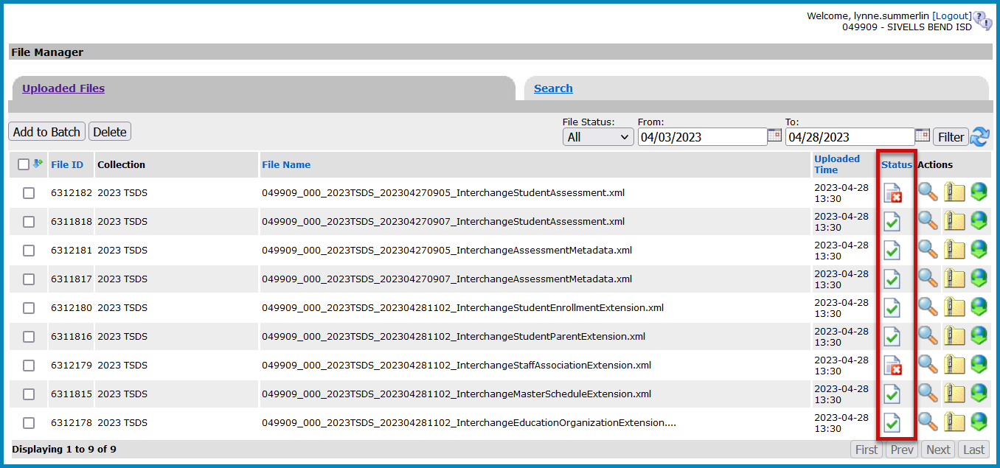 Welcome, lynne.summerlin [Logout]
049909 - SIVELLS BEND ISD
File Manager
Uploaded Files Search
File Status: From: To:
Add to Batch Delete All 04/03/2023 04/28/2023 Filter
File ID Collection File Name Uploaded Time Status Actions
6312182 2023 TSDS 049909_000_2023TSDS_202304270905_InterchangeStudentAssessment.xml 2023-04-28 13:30
6311818 2023 TSDS 049909_000_2023TSDS_202304270907_InterchangeStudentAssessment.xml 2023-04-28 13:30
6312181 2023 TSDS 049909_000_2023TSDS_202304270905_InterchangeAssessmentMetadata.xml 2023-04-28 13:30
6311817 2023 TSDS 049909_000_2023TSDS_202304270907_InterchangeAssessmentMetadata.xml 2023-04-28 13:30
6312180 2023 TSDS 049909_000_2023TSDS_202304281102_InterchangeStudentEnrollmentExtension.xml 2023-04-28 13:30
6311816 2023 TSDS 049909_000_2023TSDS_202304281102_InterchangeStudentParentExtension.xml 2023-04-28 13:30
6312179 2023 TSDS 049909_000_2023TSDS_202304281102_InterchangeStaffAssociationExtension.xml 2023-04-28 13:30
6311815 2023 TSDS 049909_000_2023TSDS_202304281102_InterchangeMasterScheduleExtension.xml 2023-04-28 13:30
6312178 2023 TSDS 049909_000_2023TSDS_202304281102_InterchangeEducationOrganizationExtension.... 2023-04-28 13:30
Displaying 1 to 9 of 9 First Prev Next Last